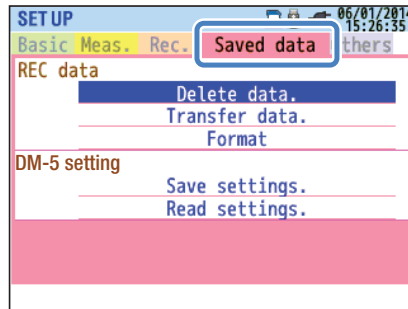 SET UP 06/01/2014
15:26:35
Basic Meas. Rec. Saved data thers
REC data
Delete data.
Transfer data.
Format
DM-5 setting
Save settings.
Read settings.